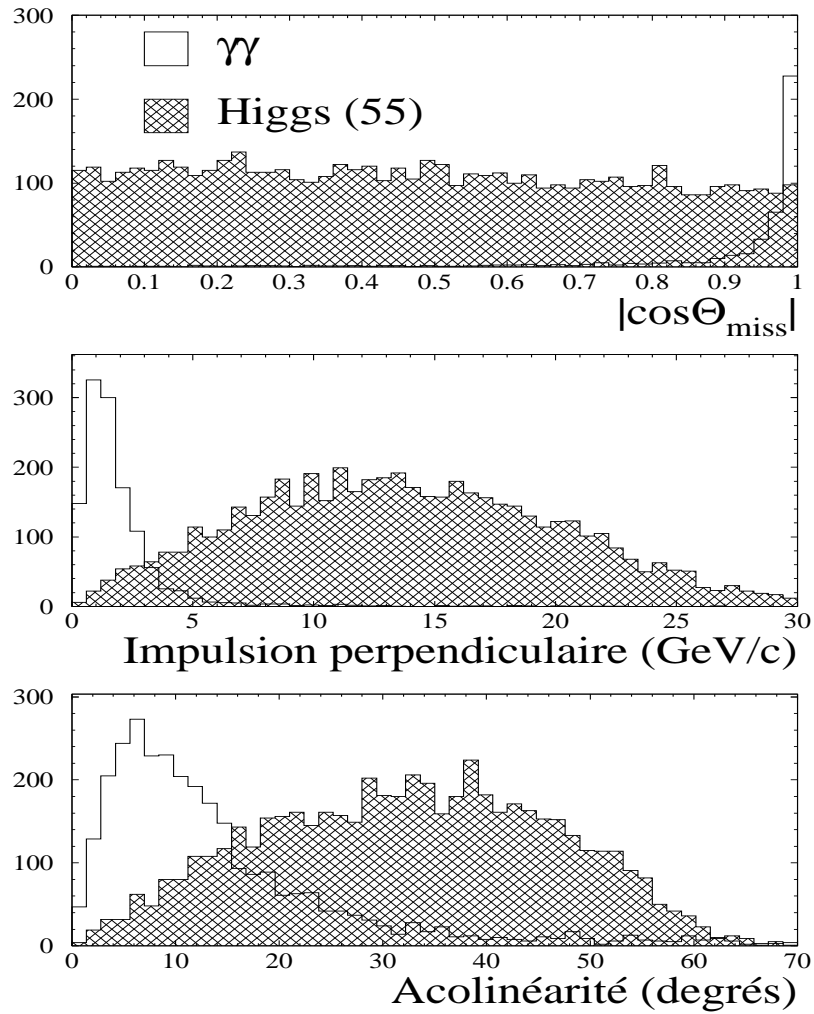 300
γγ
200
Higgs (55)
100
0
0 0.1 0.2 0.3 0.4 0.5 0.6 0.7 0.8 0.9 1
|cosΘmiss|
300
200
100
0
0 5 10 15 20 25 30
Impulsion perpendiculaire (GeV/c)
300
200
100
0
0 10 20 30 40 50 60 70
Acolinéarité (degrés)